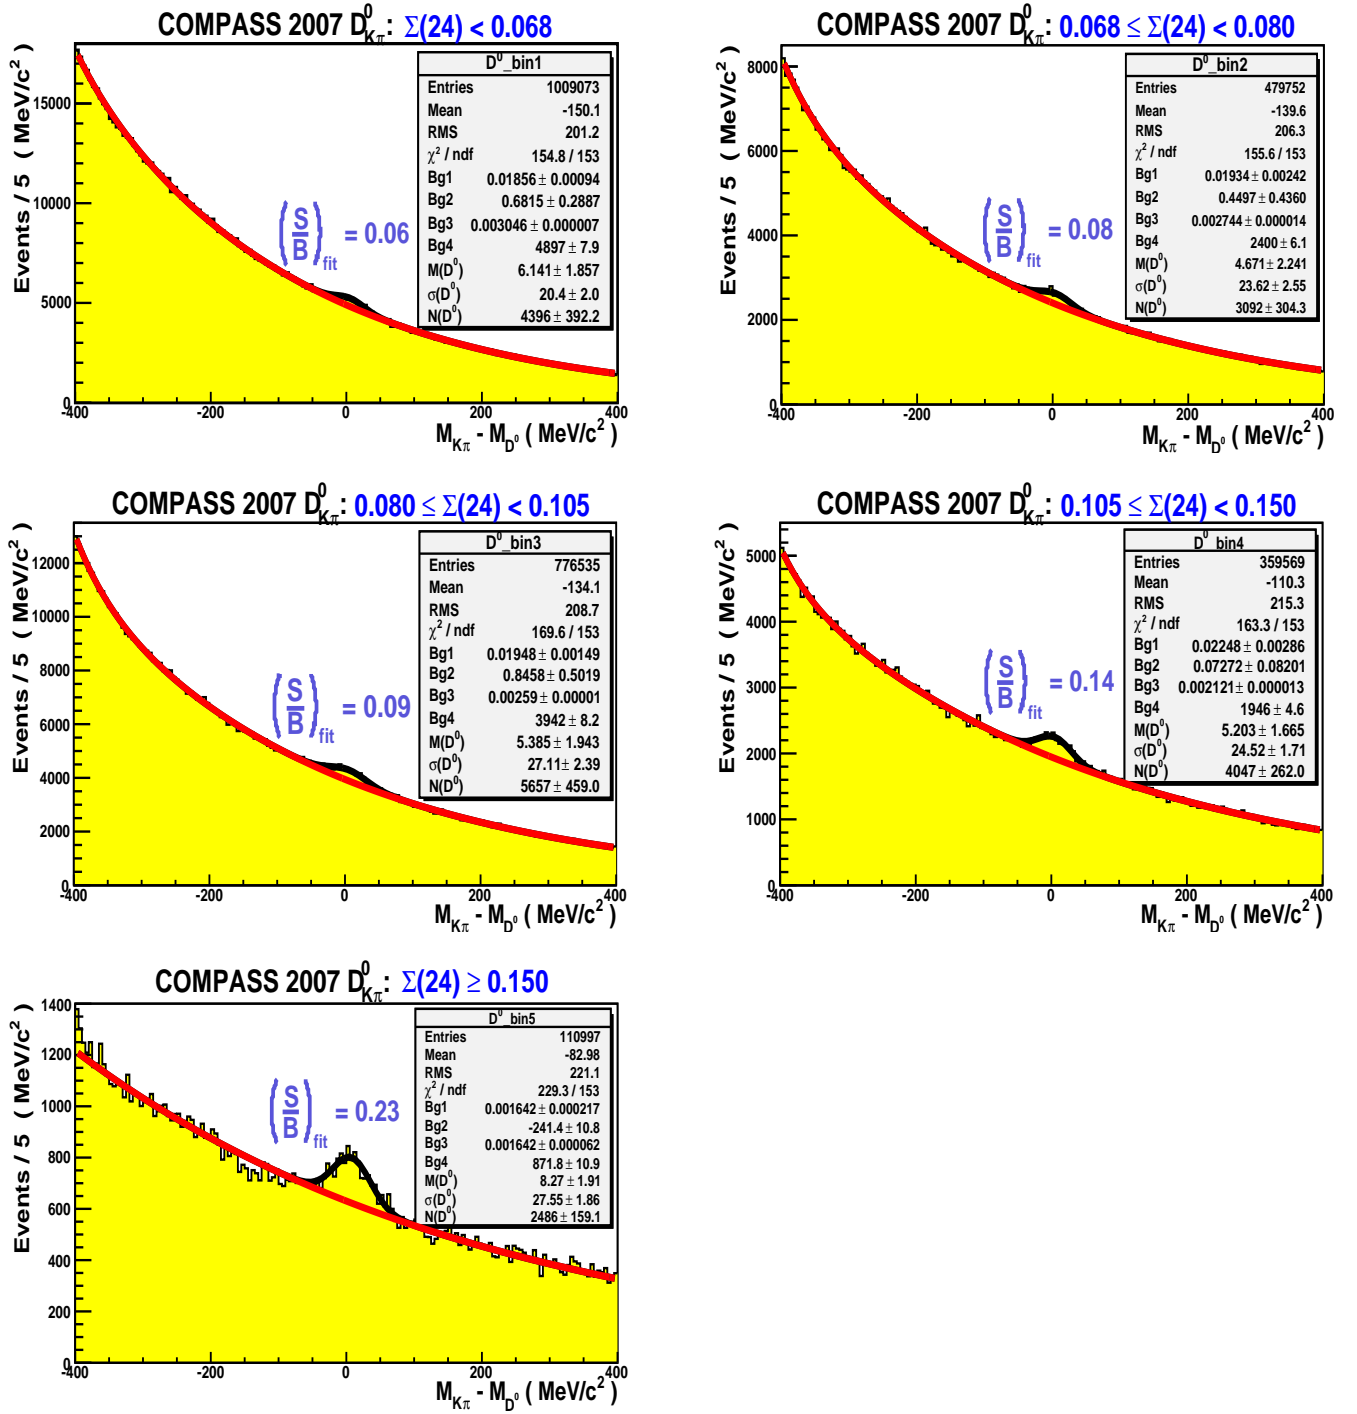 COMPASS 2007 D⁰Kπ: Σ(24) < 0.068
Events / 5 ( MeV/c² )
15000
10000
5000
0
(S/B)fit = 0.06
D⁰_bin1
Entries 1009073
Mean -150.1
RMS 201.2
χ² / ndf 154.8 / 153
Bg1 0.01856 ± 0.00094
Bg2 0.6815 ± 0.2887
Bg3 0.003046 ± 0.000007
Bg4 4897 ± 7.9
M(D⁰) 6.141 ± 1.857
σ(D⁰) 20.4 ± 2.0
N(D⁰) 4396 ± 392.2
-400 -200 0 200 400
M_Kπ - M_D⁰ ( MeV/c² )
COMPASS 2007 D⁰Kπ: 0.068 ≤ Σ(24) < 0.080
Events / 5 ( MeV/c² )
8000
6000
4000
2000
0
(S/B)fit = 0.08
D⁰_bin2
Entries 479752
Mean -139.6
RMS 206.3
χ² / ndf 155.6 / 153
Bg1 0.01934 ± 0.00242
Bg2 0.4497 ± 0.4360
Bg3 0.002744 ± 0.000014
Bg4 2400 ± 6.1
M(D⁰) 4.671 ± 2.241
σ(D⁰) 23.62 ± 2.55
N(D⁰) 3092 ± 304.3
-400 -200 0 200 400
M_Kπ - M_D⁰ ( MeV/c² )
COMPASS 2007 D⁰Kπ: 0.080 ≤ Σ(24) < 0.105
Events / 5 ( MeV/c² )
12000
10000
8000
6000
4000
2000
0
(S/B)fit = 0.09
D⁰_bin3
Entries 776535
Mean -134.1
RMS 208.7
χ² / ndf 169.6 / 153
Bg1 0.01948 ± 0.00149
Bg2 0.8458 ± 0.5019
Bg3 0.00259 ± 0.00001
Bg4 3942 ± 8.2
M(D⁰) 5.385 ± 1.943
σ(D⁰) 27.11 ± 2.39
N(D⁰) 5657 ± 459.0
-400 -200 0 200 400
M_Kπ - M_D⁰ ( MeV/c² )
COMPASS 2007 D⁰Kπ: 0.105 ≤ Σ(24) < 0.150
Events / 5 ( MeV/c² )
5000
4000
3000
2000
1000
0
(S/B)fit = 0.14
D⁰_bin4
Entries 359569
Mean -110.3
RMS 215.3
χ² / ndf 163.3 / 153
Bg1 0.02248 ± 0.00286
Bg2 0.07272 ± 0.08201
Bg3 0.002121 ± 0.000013
Bg4 1946 ± 4.6
M(D⁰) 5.203 ± 1.665
σ(D⁰) 24.52 ± 1.71
N(D⁰) 4047 ± 262.0
-400 -200 0 200 400
M_Kπ - M_D⁰ ( MeV/c² )
COMPASS 2007 D⁰Kπ: Σ(24) ≥ 0.150
Events / 5 ( MeV/c² )
1400
1200
1000
800
600
400
200
0
(S/B)fit = 0.23
D⁰_bin5
Entries 110997
Mean -82.98
RMS 221.1
χ² / ndf 229.3 / 153
Bg1 0.001642 ± 0.000217
Bg2 -241.4 ± 10.8
Bg3 0.001642 ± 0.000062
Bg4 871.8 ± 10.9
M(D⁰) 8.27 ± 1.91
σ(D⁰) 27.55 ± 1.86
N(D⁰) 2486 ± 159.1
-400 -200 0 200 400
M_Kπ - M_D⁰ ( MeV/c² )